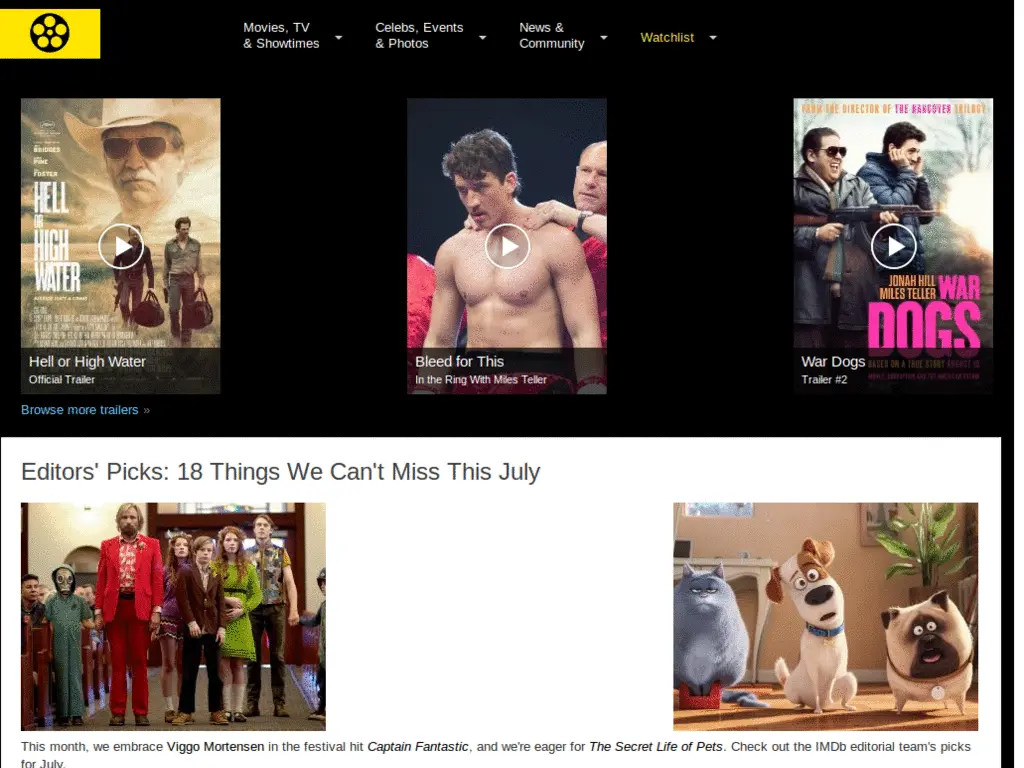 Movies, TV
& Showtimes
Celebs, Events
& Photos
News &
Community
Watchlist
BRIDGES
PINE
FOSTER
HELL
OR
HIGH
WATER
Hell or High Water
Official Trailer
Bleed for This
In the Ring With Miles Teller
FROM THE DIRECTOR OF THE HANGOVER TRILOGY
JONAH HILL
MILES TELLER
WAR
DOGS
BASED ON A TRUE STORY
War Dogs
Trailer #2
Browse more trailers »
Editors' Picks: 18 Things We Can't Miss This July
This month, we embrace Viggo Mortensen in the festival hit Captain Fantastic, and we're eager for The Secret Life of Pets. Check out the IMDb editorial team's picks
for July.